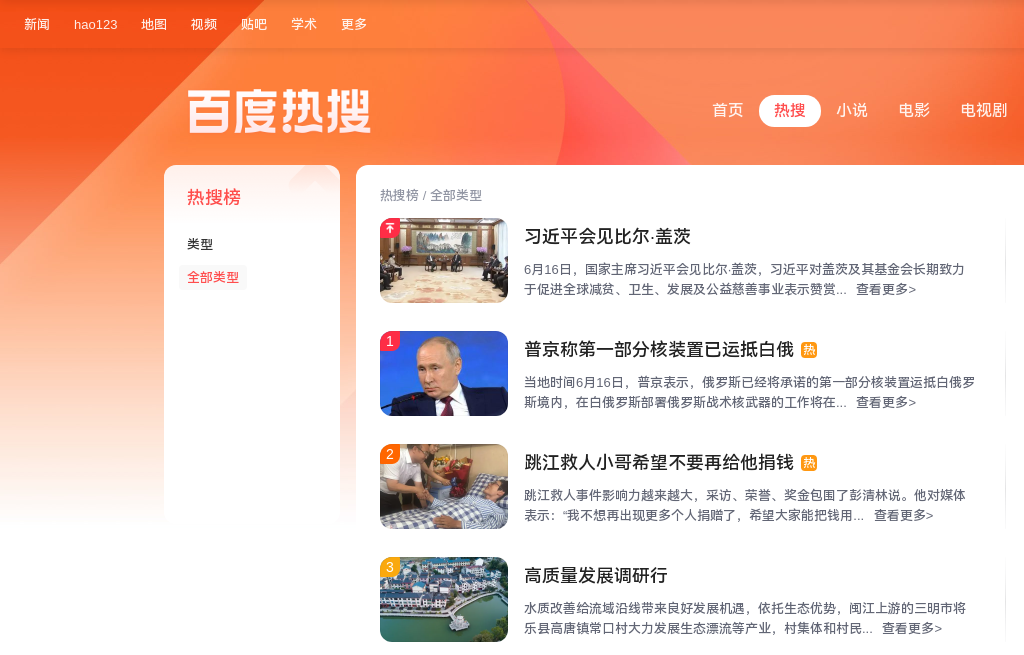 新闻 hao123 地图 视频 贴吧 学术 更多
百度热搜
首页 热搜 小说 电影 电视剧
热搜榜
类型
全部类型
热搜榜 / 全部类型
习近平会见比尔·盖茨
6月16日，国家主席习近平会见比尔·盖茨，习近平对盖茨及其基金会长期致力
于促进全球减贫、卫生、发展及公益慈善事业表示赞赏... 查看更多>
1
普京称第一部分核装置已运抵白俄 热
当地时间6月16日，普京表示，俄罗斯已经将承诺的第一部分核装置运抵白俄罗
斯境内，在白俄罗斯部署俄罗斯战术核武器的工作将在... 查看更多>
2
跳江救人小哥希望不要再给他捐钱 热
跳江救人事件影响力越来越大，采访、荣誉、奖金包围了彭清林说。他对媒体
表示：“我不想再出现更多个人捐赠了，希望大家能把钱用... 查看更多>
3
高质量发展调研行
水质改善给流域沿线带来良好发展机遇，依托生态优势，闽江上游的三明市将
乐县高唐镇常口村大力发展生态漂流等产业，村集体和村民... 查看更多>